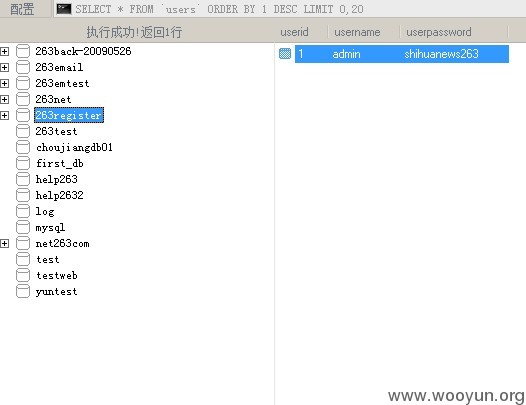 配置 SELECT * FROM `users` ORDER BY 1 DESC LIMIT 0,20
执行成功!返回1行
userid username userpassword
1 admin shihuanews263
263back-20090526
263email
263emtest
263net
263register
263test
choujiangdb01
first_db
help263
help2632
log
mysql
net263com
test
testweb
yuntest
www.wooyun.org